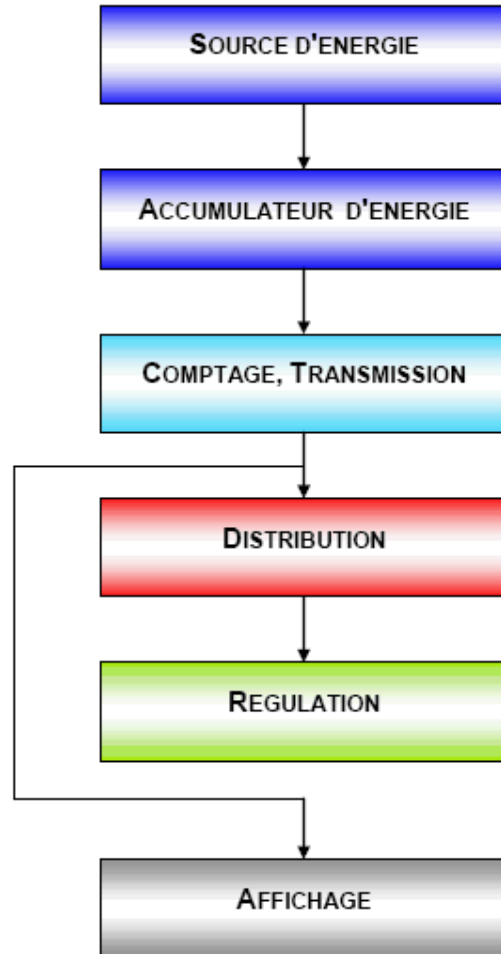 SOURCE D'ENERGIE
ACCUMULATEUR D'ENERGIE
COMPTAGE, TRANSMISSION
DISTRIBUTION
REGULATION
AFFICHAGE